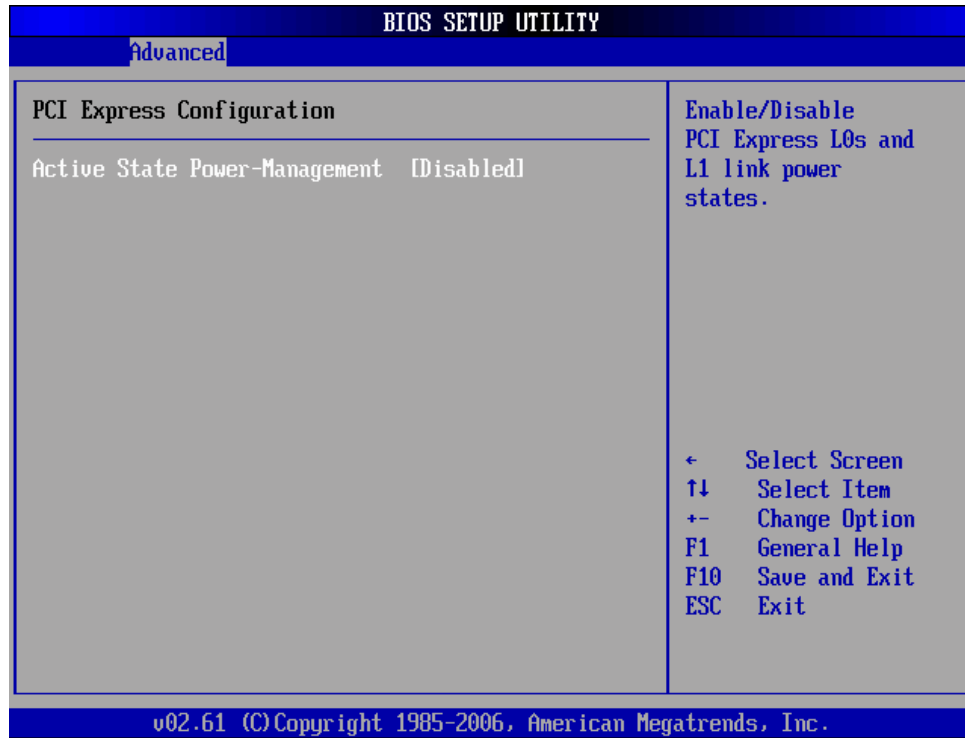 BIOS SETUP UTILITY
Advanced
PCI Express Configuration
Active State Power-Management [Disabled]
Enable/Disable
PCI Express L0s and
L1 link power
states.
← Select Screen
↑↓ Select Item
+- Change Option
F1 General Help
F10 Save and Exit
ESC Exit
v02.61 (C)Copyright 1985-2006, American Megatrends, Inc.